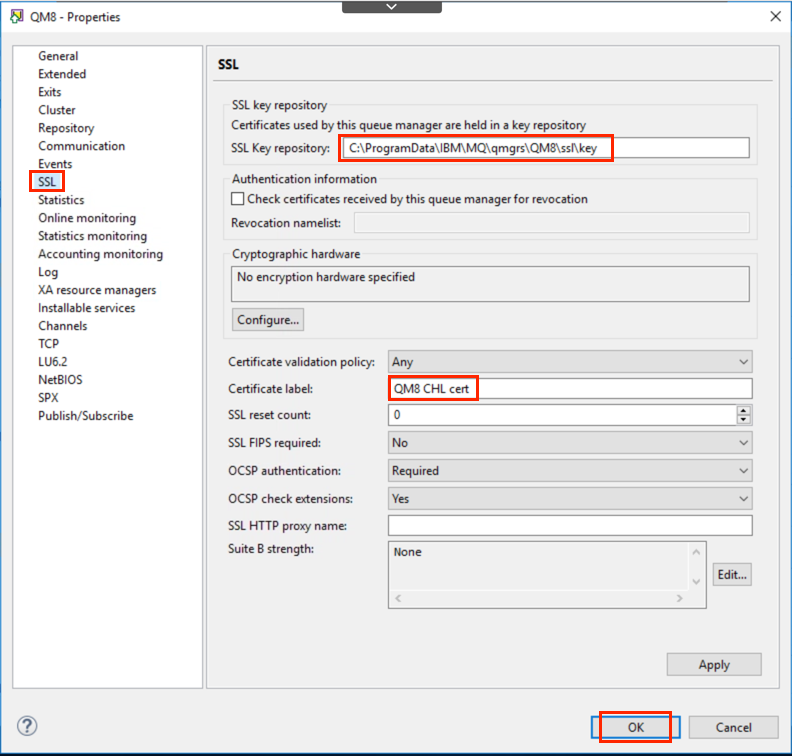 QM8 - Properties
General
Extended
Exits
Cluster
Repository
Communication
Events
SSL
Statistics
Online monitoring
Statistics monitoring
Accounting monitoring
Log
XA resource managers
Installable services
Channels
TCP
LU6.2
NetBIOS
SPX
Publish/Subscribe
SSL
SSL key repository
Certificates used by this queue manager are held in a key repository
SSL Key repository: C:\ProgramData\IBM\MQ\qmgrs\QM8\ssl\key
Authentication information
Check certificates received by this queue manager for revocation
Revocation namelist:
Cryptographic hardware
No encryption hardware specified
Configure...
Certificate validation policy: Any
Certificate label: QM8 CHL cert
SSL reset count: 0
SSL FIPS required: No
OCSP authentication: Required
OCSP check extensions: Yes
SSL HTTP proxy name:
Suite B strength: None
Edit...
Apply
? OK Cancel